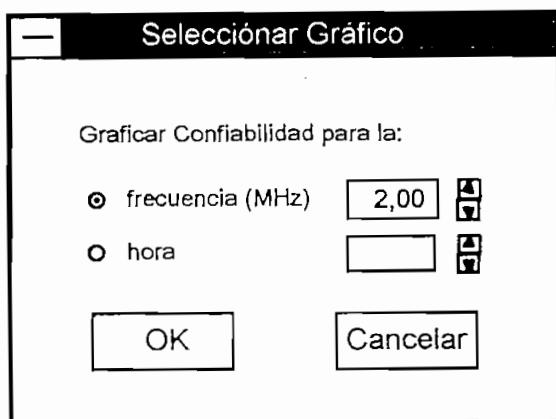 Selecciónar Gráfico
Graficar Confiabilidad para la:
frecuencia (MHz) 2,00
hora
OK Cancelar